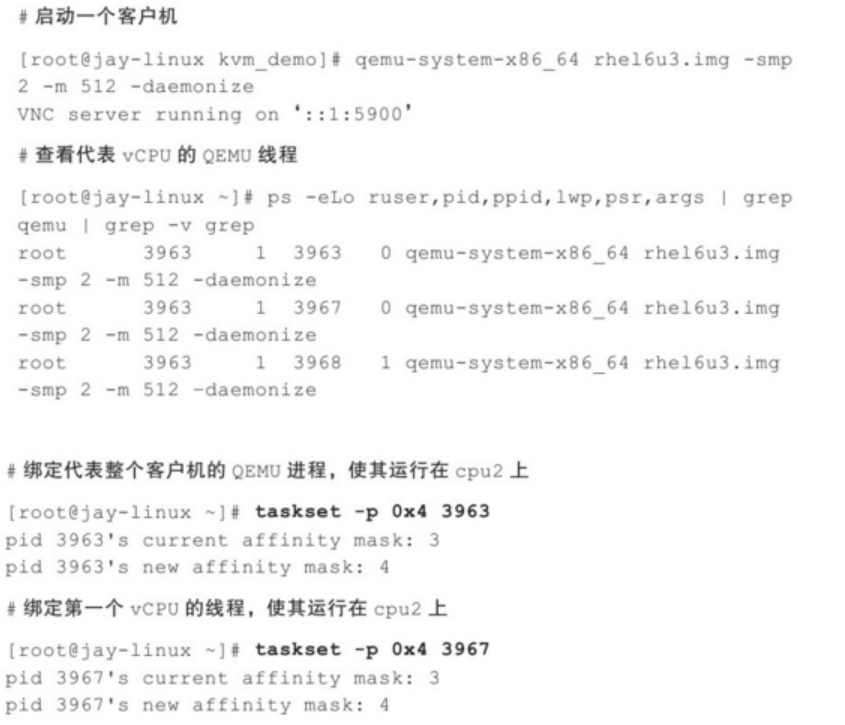 # 启动一个客户机
[root@jay-linux kvm_demo]# qemu-system-x86_64 rhel6u3.img -smp
2 -m 512 -daemonize
VNC server running on ‘::1:5900’
# 查看代表 vCPU 的 QEMU 线程
[root@jay-linux ~]# ps -eLo ruser,pid,ppid,lwp,psr,args | grep
qemu | grep -v grep
root 3963 1 3963 0 qemu-system-x86_64 rhel6u3.img
-smp 2 -m 512 -daemonize
root 3963 1 3967 0 qemu-system-x86_64 rhel6u3.img
-smp 2 -m 512 -daemonize
root 3963 1 3968 1 qemu-system-x86_64 rhel6u3.img
-smp 2 -m 512 –daemonize
# 绑定代表整个客户机的 QEMU 进程，使其运行在 cpu2 上
[root@jay-linux ~]# taskset -p 0x4 3963
pid 3963's current affinity mask: 3
pid 3963's new affinity mask: 4
# 绑定第一个 vCPU 的线程，使其运行在 cpu2 上
[root@jay-linux ~]# taskset -p 0x4 3967
pid 3967's current affinity mask: 3
pid 3967's new affinity mask: 4